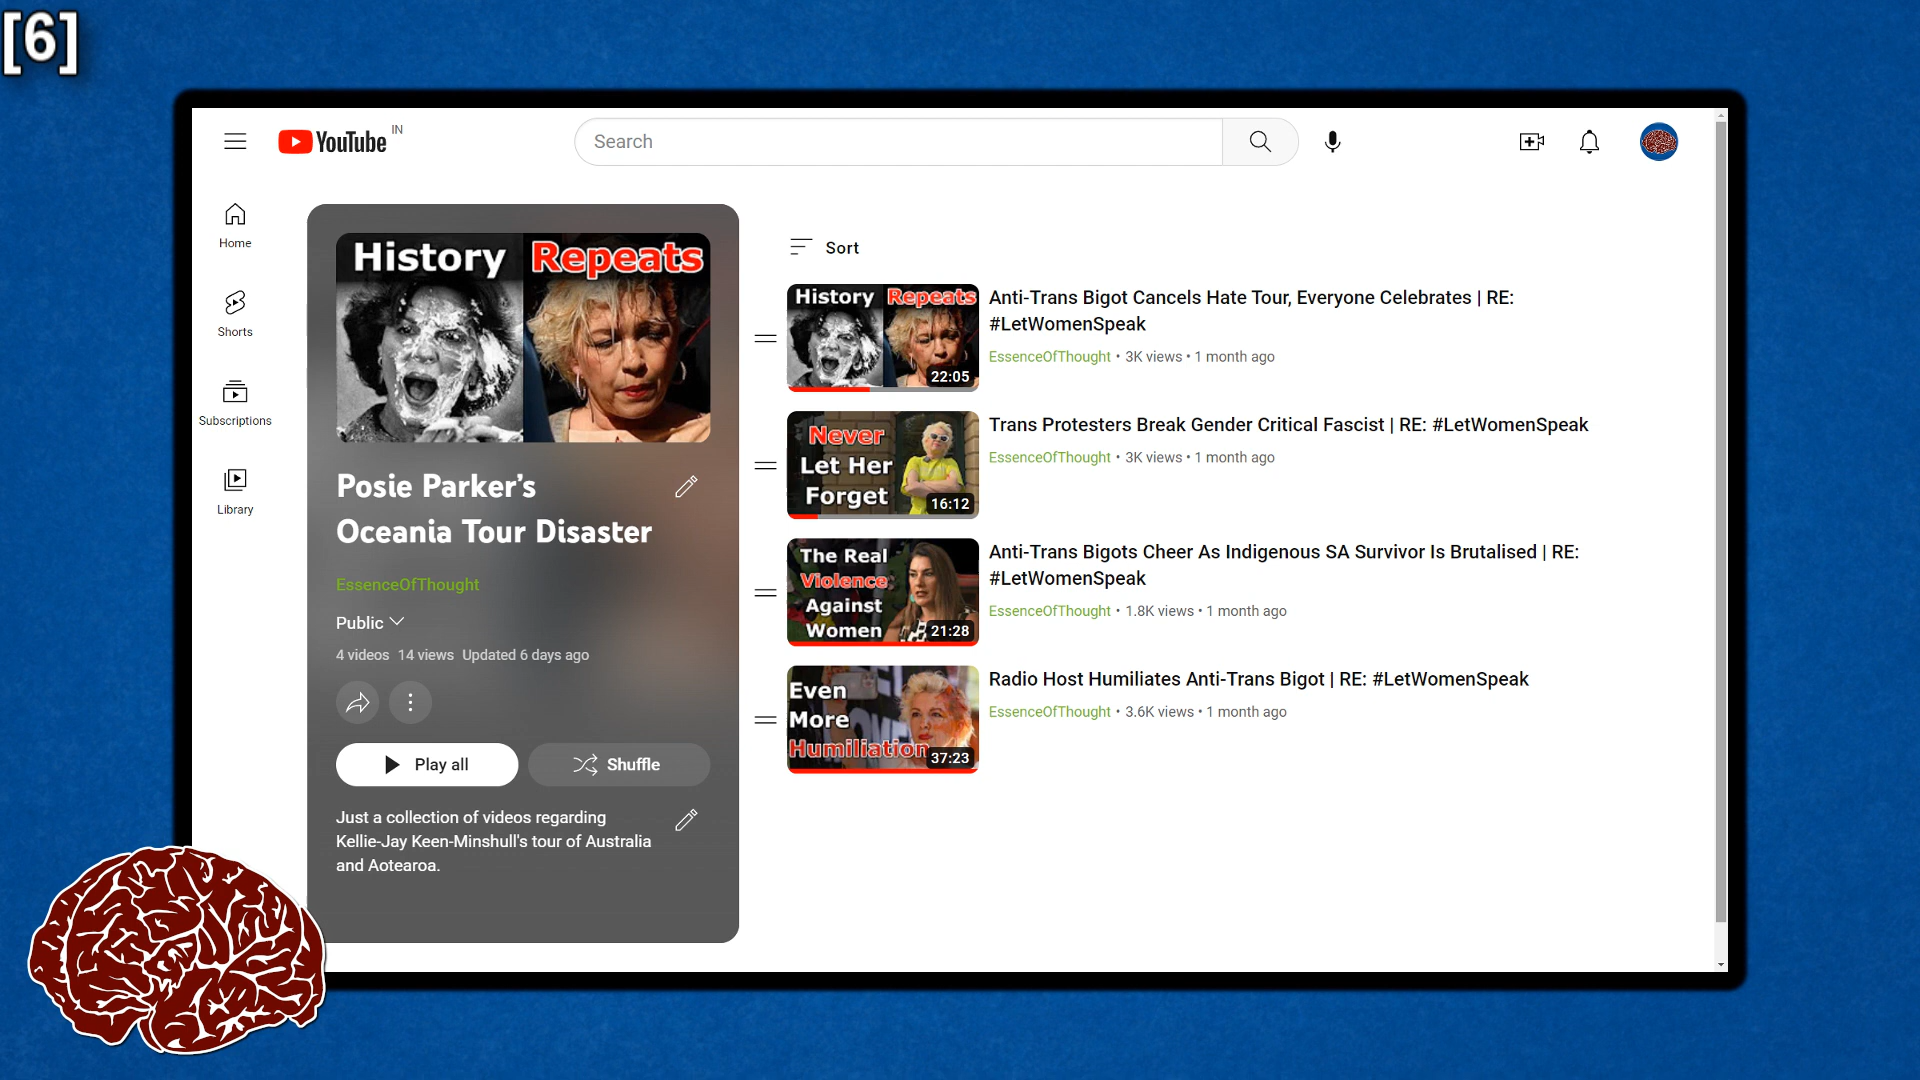 [6]
YouTube IN
Search
Home
Shorts
Subscriptions
Library
History Repeats
Posie Parker's
Oceania Tour Disaster
EssenceOfThought
Public
4 videos 14 views Updated 6 days ago
Play all
Shuffle
Just a collection of videos regarding
Kellie-Jay Keen-Minshull's tour of Australia
and Aotearoa.
Sort
History Repeats
22:05
Anti-Trans Bigot Cancels Hate Tour, Everyone Celebrates | RE:
#LetWomenSpeak
EssenceOfThought • 3K views • 1 month ago
Never
Let Her
Forget
16:12
Trans Protesters Break Gender Critical Fascist | RE: #LetWomenSpeak
EssenceOfThought • 3K views • 1 month ago
The Real
Violence
Against
Women
21:28
Anti-Trans Bigots Cheer As Indigenous SA Survivor Is Brutalised | RE:
#LetWomenSpeak
EssenceOfThought • 1.8K views • 1 month ago
Even
More
Humiliation
37:23
Radio Host Humiliates Anti-Trans Bigot | RE: #LetWomenSpeak
EssenceOfThought • 3.6K views • 1 month ago